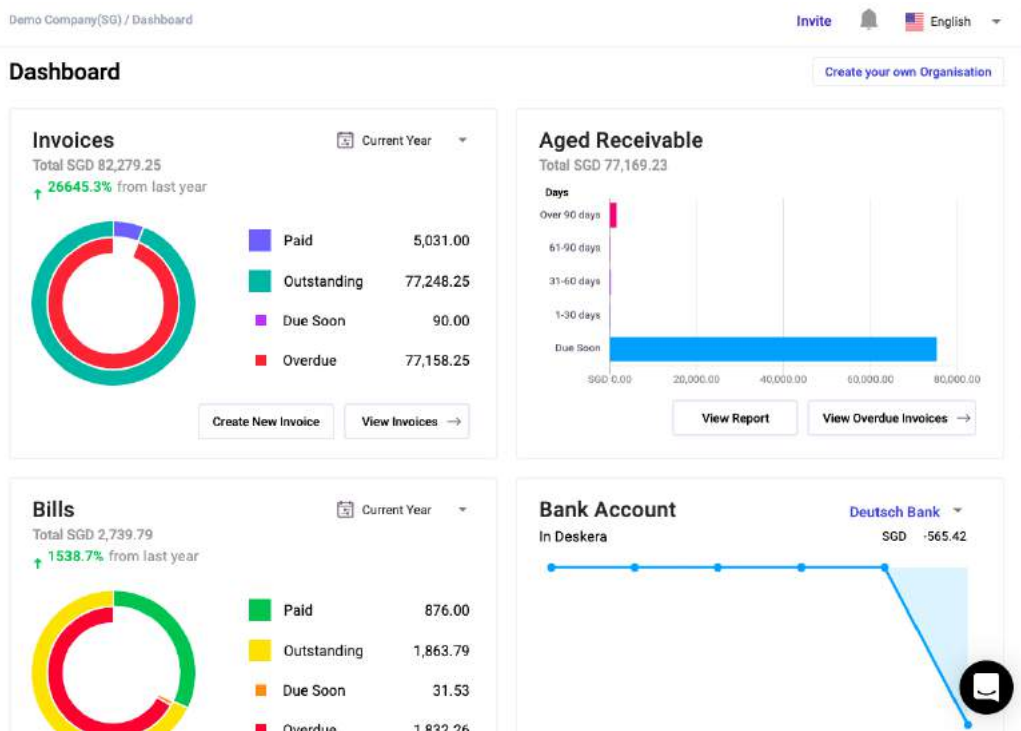 Demo Company(SG) / Dashboard
Invite
English
Dashboard
Create your own Organisation
Invoices
Current Year
Total SGD 82,279.25
26645.3% from last year
Paid 5,031.00
Outstanding 77,248.25
Due Soon 90.00
Overdue 77,158.25
Create New Invoice
View Invoices →
Aged Receivable
Total SGD 77,169.23
Days
Over 90 days
61-90 days
31-60 days
1-30 days
Due Soon
SGD 0.00 20,000.00 40,000.00 60,000.00 80,000.00
View Report
View Overdue Invoices →
Bills
Current Year
Total SGD 2,739.79
1538.7% from last year
Paid 876.00
Outstanding 1,863.79
Due Soon 31.53
Overdue 1,832.26
Bank Account
Deutsch Bank
In Deskera
SGD -565.42